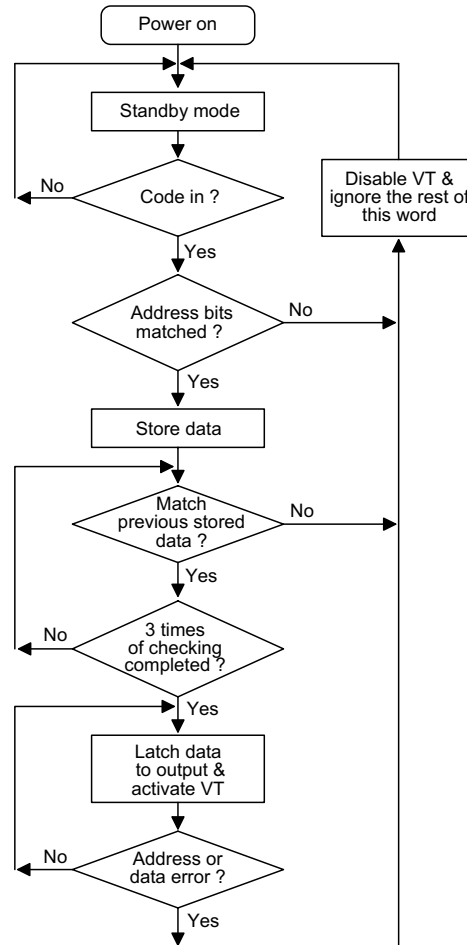 Power on
Standby mode
No
Code in ?
Disable VT &
ignore the rest of
this word
Yes
Address bits
matched ?
No
Yes
Store data
Match
previous stored
data ?
No
Yes
No
3 times
of checking
completed ?
Yes
Latch data
to output &
activate VT
No
Address or
data error ?
Yes